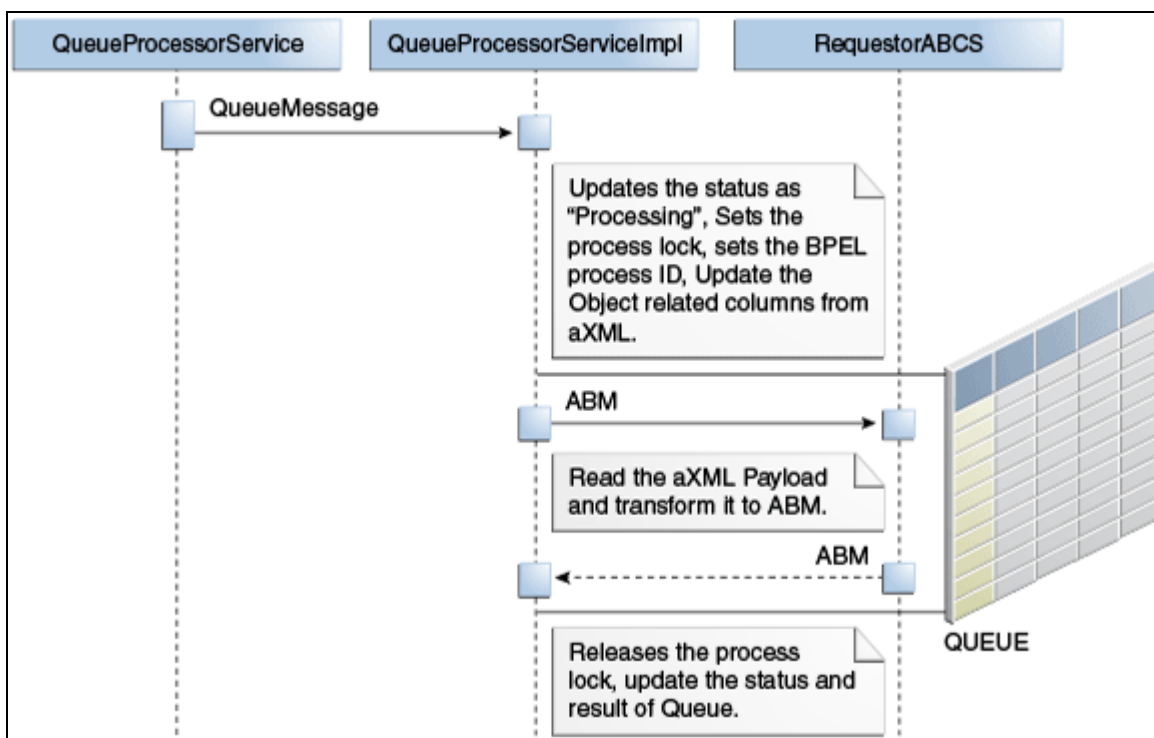 QueueProcessorService
QueueProcessorServiceImpl
RequestorABCS
QueueMessage
Updates the status as
“Processing”, Sets the
process lock, sets the BPEL
process ID, Update the
Object related columns from
aXML.
ABM
Read the aXML Payload
and transform it to ABM.
ABM
QUEUE
Releases the process
lock, update the status and
result of Queue.